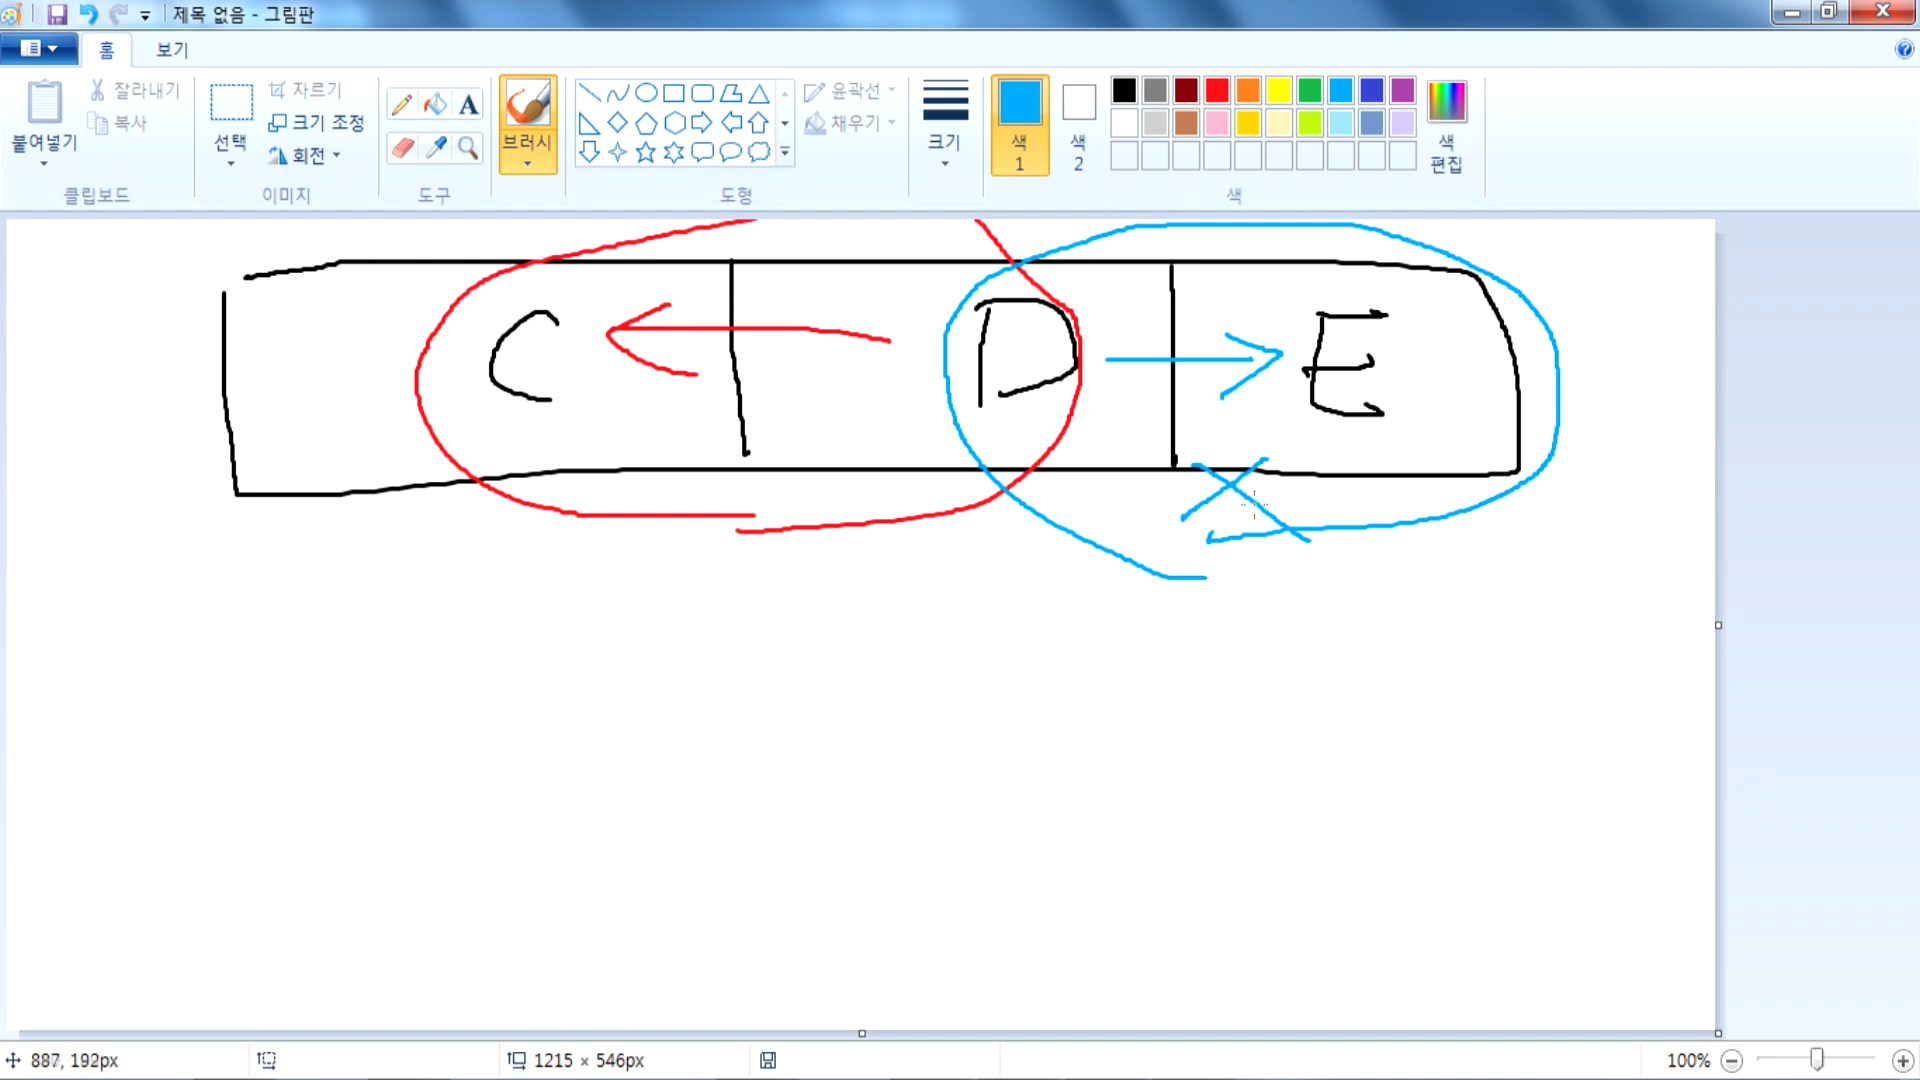 제목 없음 - 그림판
홈 보기
붙여넣기
잘라내기
복사
클립보드
선택
자르기
크기 조정
회전
이미지
A
도구
브러시
윤곽선
채우기
도형
크기
색
1
색
2
색
편집
색
C D E
887, 192px
1215 × 546px
100%